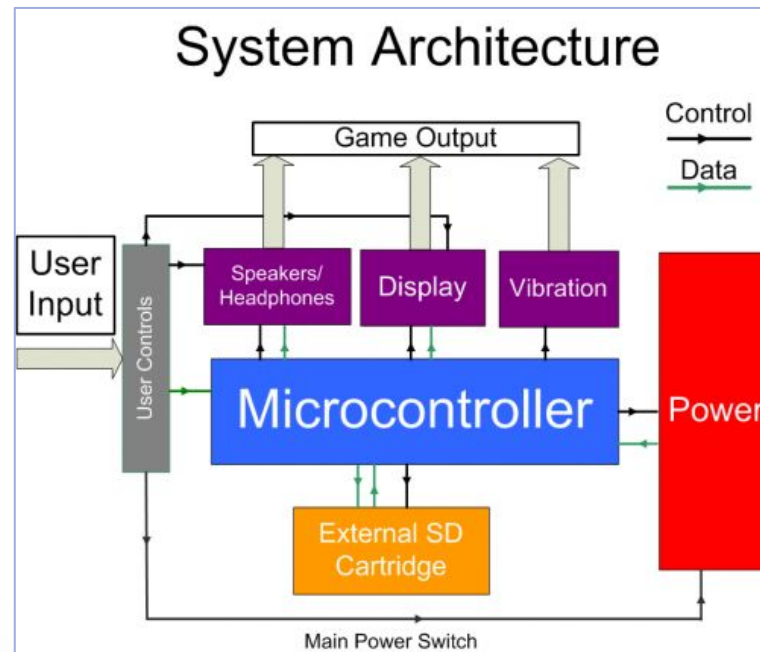 System Architecture
Control
Game Output
Data
User
Input
User Controls
Speakers/
Headphones
Display
Vibration
Microcontroller
Power
External SD
Cartridge
Main Power Switch